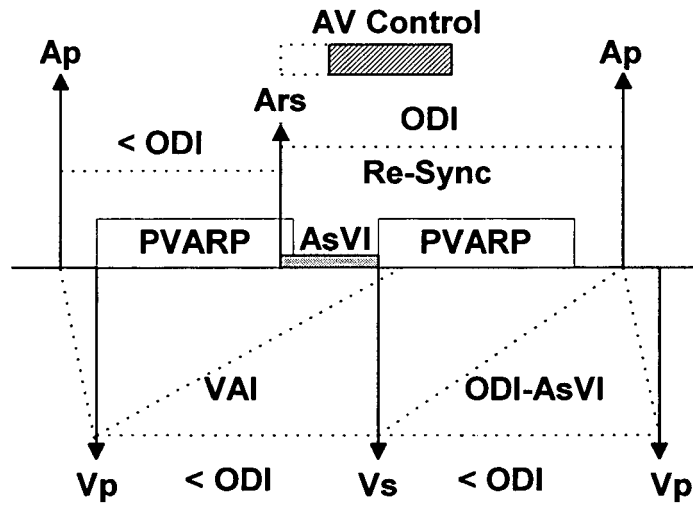 AV Control
Ap
Ap
Ars
ODI
< ODI
Re-Sync
PVARP
AsVI
PVARP
VAI
ODI-AsVI
Vp
< ODI
Vs
< ODI
Vp